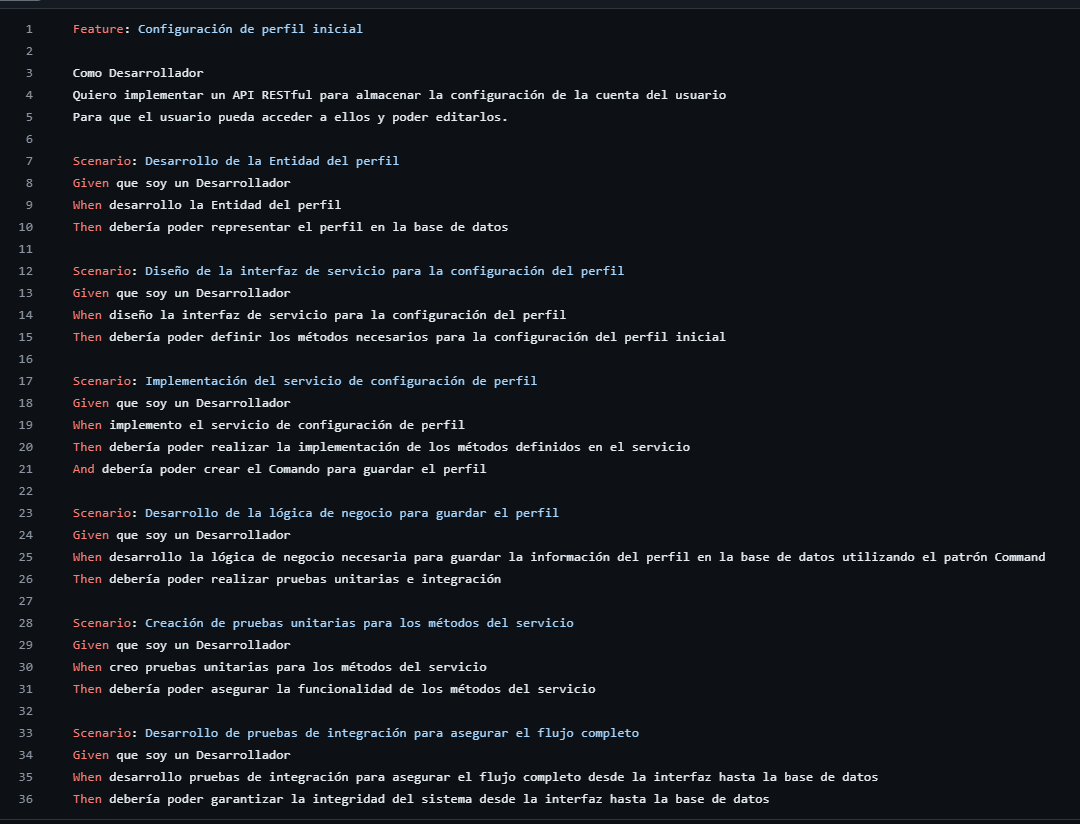 1 Feature: Configuración de perfil inicial
2
3 Como Desarrollador
4 Quiero implementar un API RESTful para almacenar la configuración de la cuenta del usuario
5 Para que el usuario pueda acceder a ellos y poder editarlos.
6
7 Scenario: Desarrollo de la Entidad del perfil
8 Given que soy un Desarrollador
9 When desarrollo la Entidad del perfil
10 Then debería poder representar el perfil en la base de datos
11
12 Scenario: Diseño de la interfaz de servicio para la configuración del perfil
13 Given que soy un Desarrollador
14 When diseño la interfaz de servicio para la configuración del perfil
15 Then debería poder definir los métodos necesarios para la configuración del perfil inicial
16
17 Scenario: Implementación del servicio de configuración de perfil
18 Given que soy un Desarrollador
19 When implemento el servicio de configuración de perfil
20 Then debería poder realizar la implementación de los métodos definidos en el servicio
21 And debería poder crear el Comando para guardar el perfil
22
23 Scenario: Desarrollo de la lógica de negocio para guardar el perfil
24 Given que soy un Desarrollador
25 When desarrollo la lógica de negocio necesaria para guardar la información del perfil en la base de datos utilizando el patrón Command
26 Then debería poder realizar pruebas unitarias e integración
27
28 Scenario: Creación de pruebas unitarias para los métodos del servicio
29 Given que soy un Desarrollador
30 When creo pruebas unitarias para los métodos del servicio
31 Then debería poder asegurar la funcionalidad de los métodos del servicio
32
33 Scenario: Desarrollo de pruebas de integración para asegurar el flujo completo
34 Given que soy un Desarrollador
35 When desarrollo pruebas de integración para asegurar el flujo completo desde la interfaz hasta la base de datos
36 Then debería poder garantizar la integridad del sistema desde la interfaz hasta la base de datos